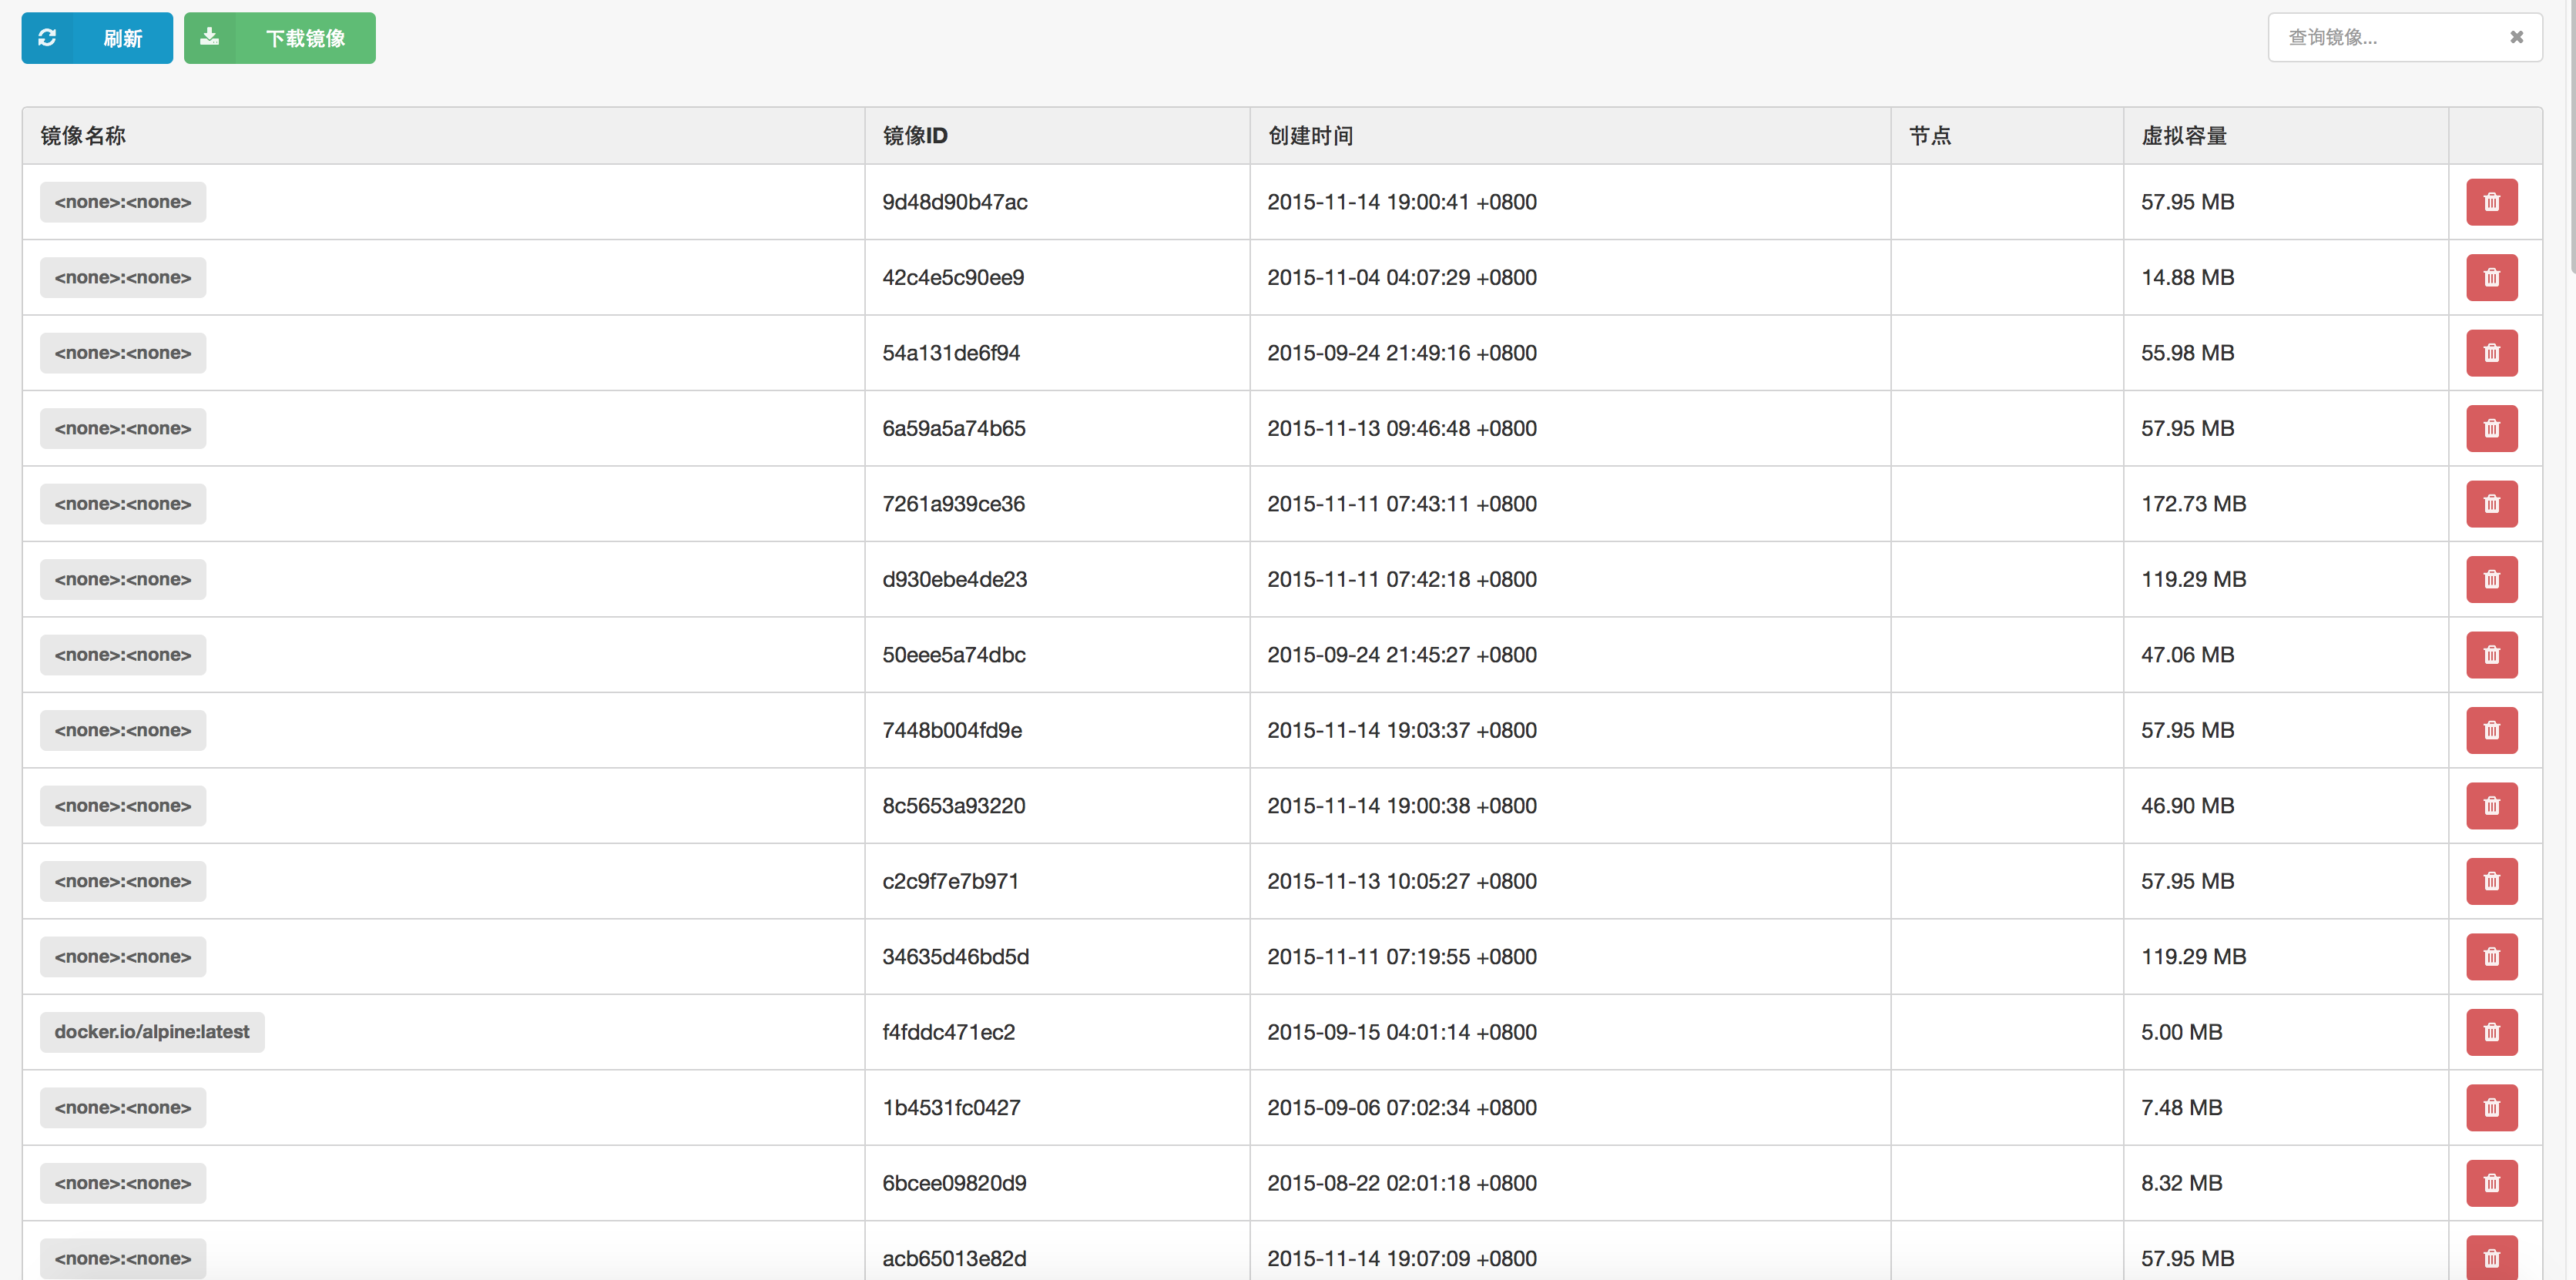 刷新 下载镜像 查询镜像...
镜像名称 镜像ID 创建时间 节点 虚拟容量
<none>:<none> 9d48d90b47ac 2015-11-14 19:00:41 +0800 57.95 MB
<none>:<none> 42c4e5c90ee9 2015-11-04 04:07:29 +0800 14.88 MB
<none>:<none> 54a131de6f94 2015-09-24 21:49:16 +0800 55.98 MB
<none>:<none> 6a59a5a74b65 2015-11-13 09:46:48 +0800 57.95 MB
<none>:<none> 7261a939ce36 2015-11-11 07:43:11 +0800 172.73 MB
<none>:<none> d930ebe4de23 2015-11-11 07:42:18 +0800 119.29 MB
<none>:<none> 50eee5a74dbc 2015-09-24 21:45:27 +0800 47.06 MB
<none>:<none> 7448b004fd9e 2015-11-14 19:03:37 +0800 57.95 MB
<none>:<none> 8c5653a93220 2015-11-14 19:00:38 +0800 46.90 MB
<none>:<none> c2c9f7e7b971 2015-11-13 10:05:27 +0800 57.95 MB
<none>:<none> 34635d46bd5d 2015-11-11 07:19:55 +0800 119.29 MB
docker.io/alpine:latest f4fddc471ec2 2015-09-15 04:01:14 +0800 5.00 MB
<none>:<none> 1b4531fc0427 2015-09-06 07:02:34 +0800 7.48 MB
<none>:<none> 6bcee09820d9 2015-08-22 02:01:18 +0800 8.32 MB
<none>:<none> acb65013e82d 2015-11-14 19:07:09 +0800 57.95 MB